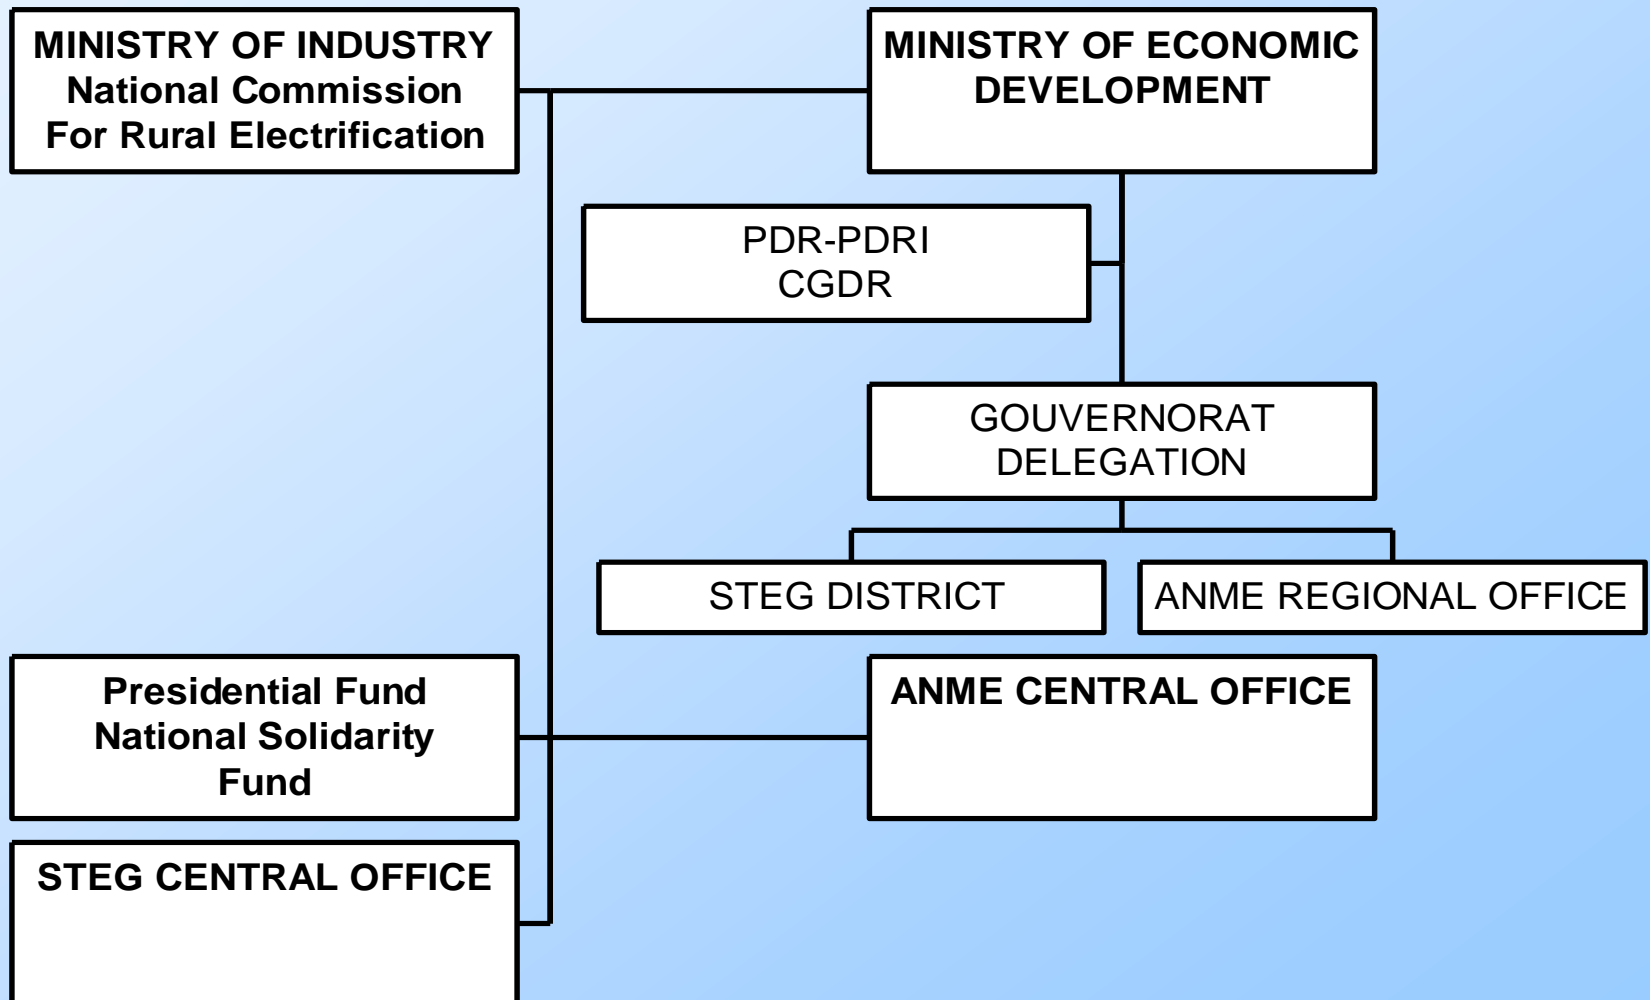 MINISTRY OF INDUSTRY
National Commission
For Rural Electrification
MINISTRY OF ECONOMIC
DEVELOPMENT
PDR-PDRI
CGDR
GOUVERNORAT
DELEGATION
STEG DISTRICT
ANME REGIONAL OFFICE
Presidential Fund
National Solidarity
Fund
ANME CENTRAL OFFICE
STEG CENTRAL OFFICE